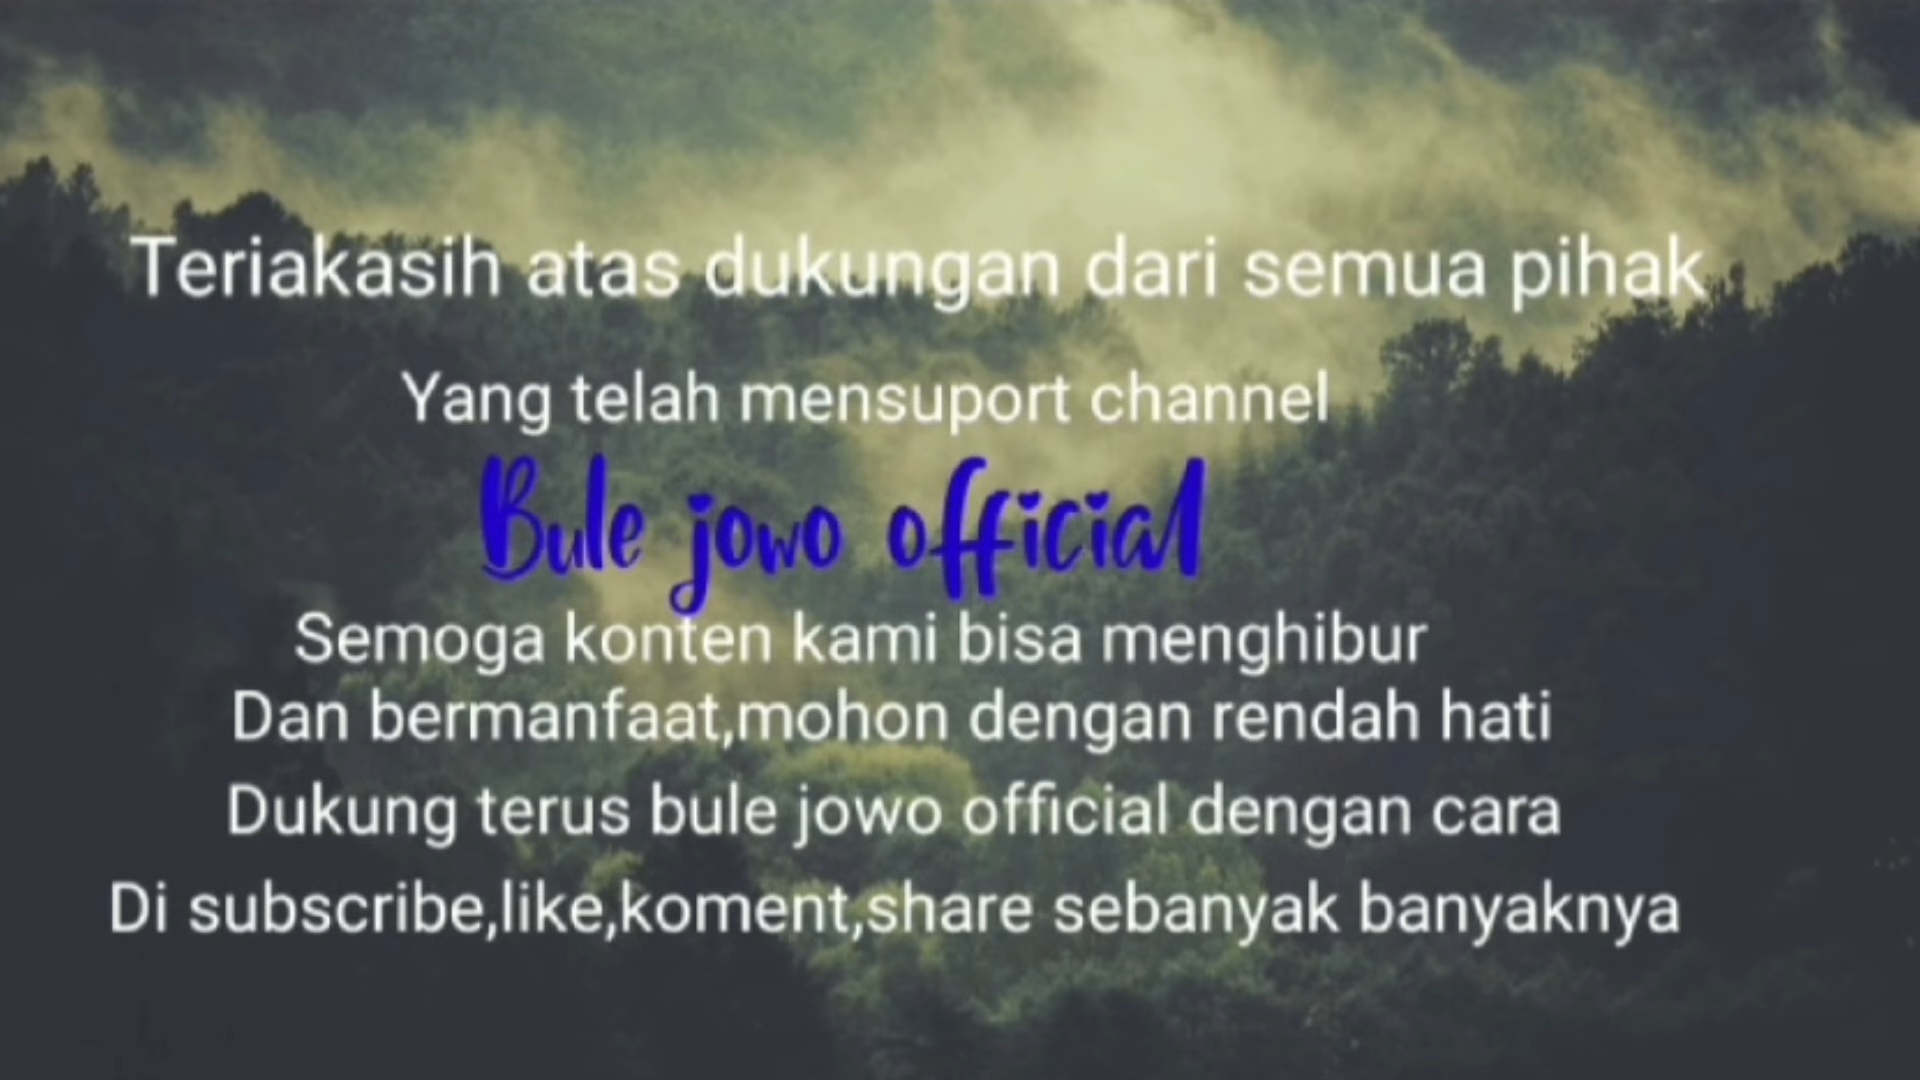 Teriakasih atas dukungan dari semua pihak
Yang telah mensuport channel
Bule jowo official
Semoga konten kami bisa menghibur
Dan bermanfaat,mohon dengan rendah hati
Dukung terus bule jowo official dengan cara
Di subscribe,like,koment,share sebanyak banyaknya